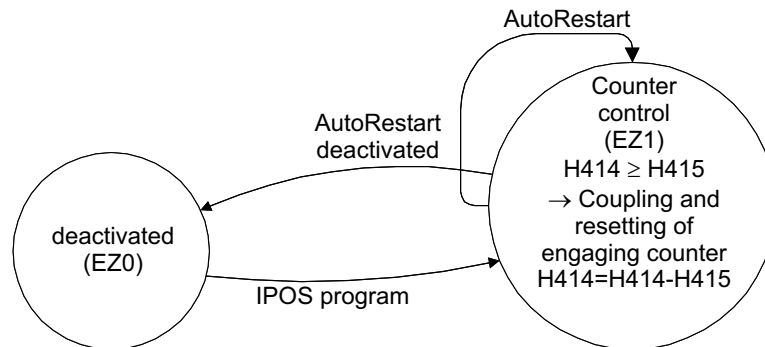 AutoRestart
Counter
control
(EZ1)
H414 ≥ H415
→ Coupling and
resetting of
engaging counter
H414=H414-H415
AutoRestart
deactivated
deactivated
(EZ0)
IPOS program